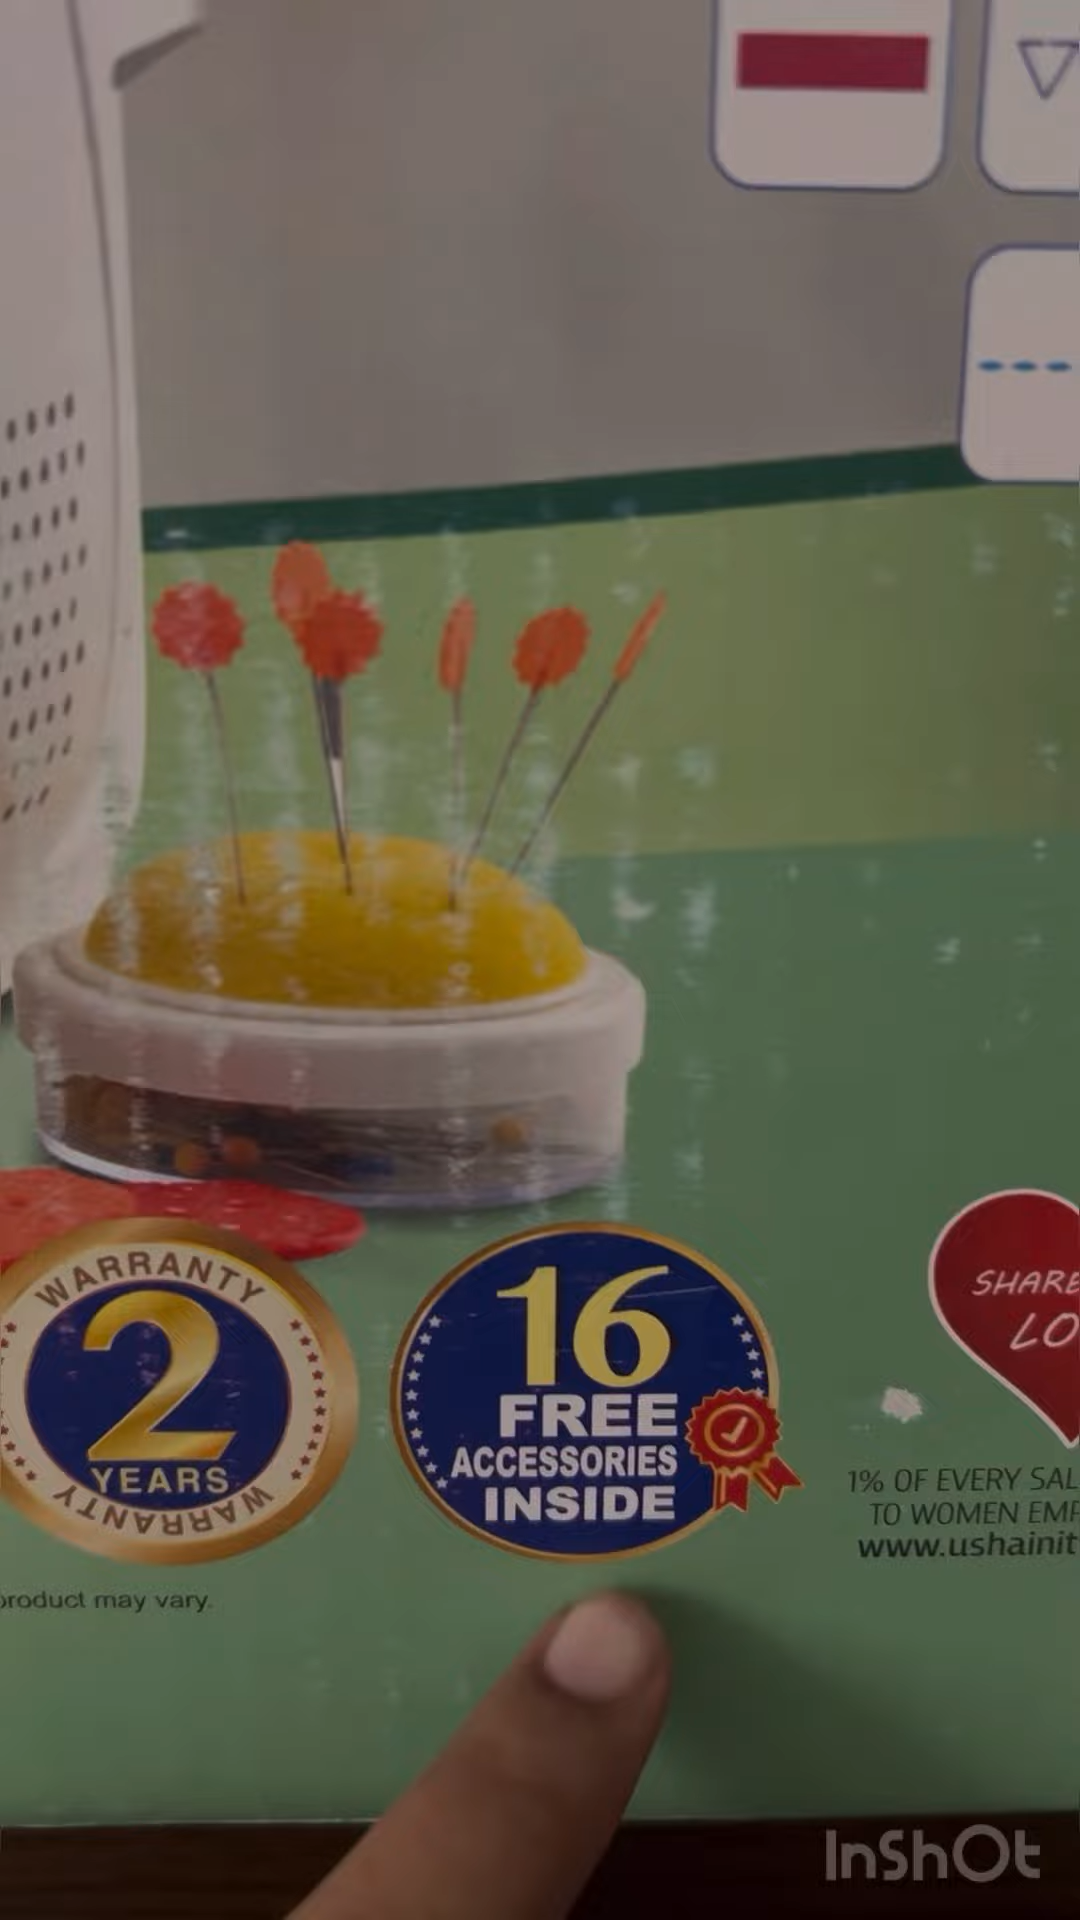 WARRANTY
2
YEARS
WARRANTY
16
FREE
ACCESSORIES
INSIDE
SHARE
LO
1% OF EVERY SAL
TO WOMEN EMP
www.ushainit
product may vary.
InShOt